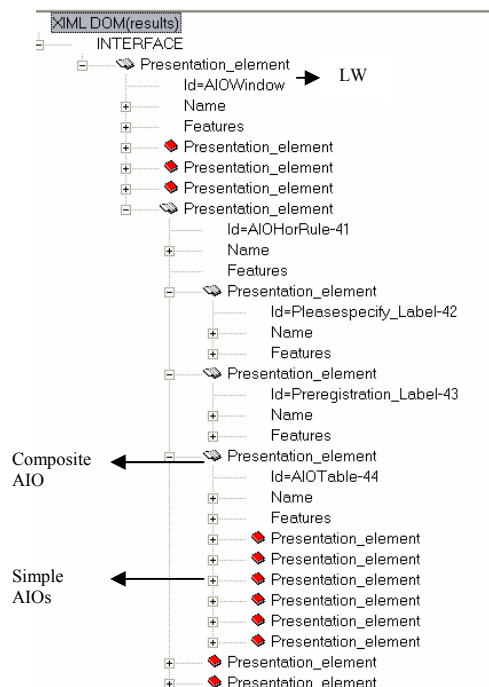 XIML DOM(results)
INTERFACE
Presentation_element
Id=AIOWindow
LW
Name
Features
Presentation_element
Presentation_element
Presentation_element
Presentation_element
Id=AIOHorRule-41
Name
Features
Presentation_element
Id=Pleasespecify_Label-42
Name
Features
Presentation_element
Id=Preregistration_Label-43
Name
Features
Composite
AIO
Presentation_element
Id=AIOTable-44
Name
Features
Presentation_element
Presentation_element
Simple
AIOs
Presentation_element
Presentation_element
Presentation_element
Presentation_element
Presentation_element
Presentation_element